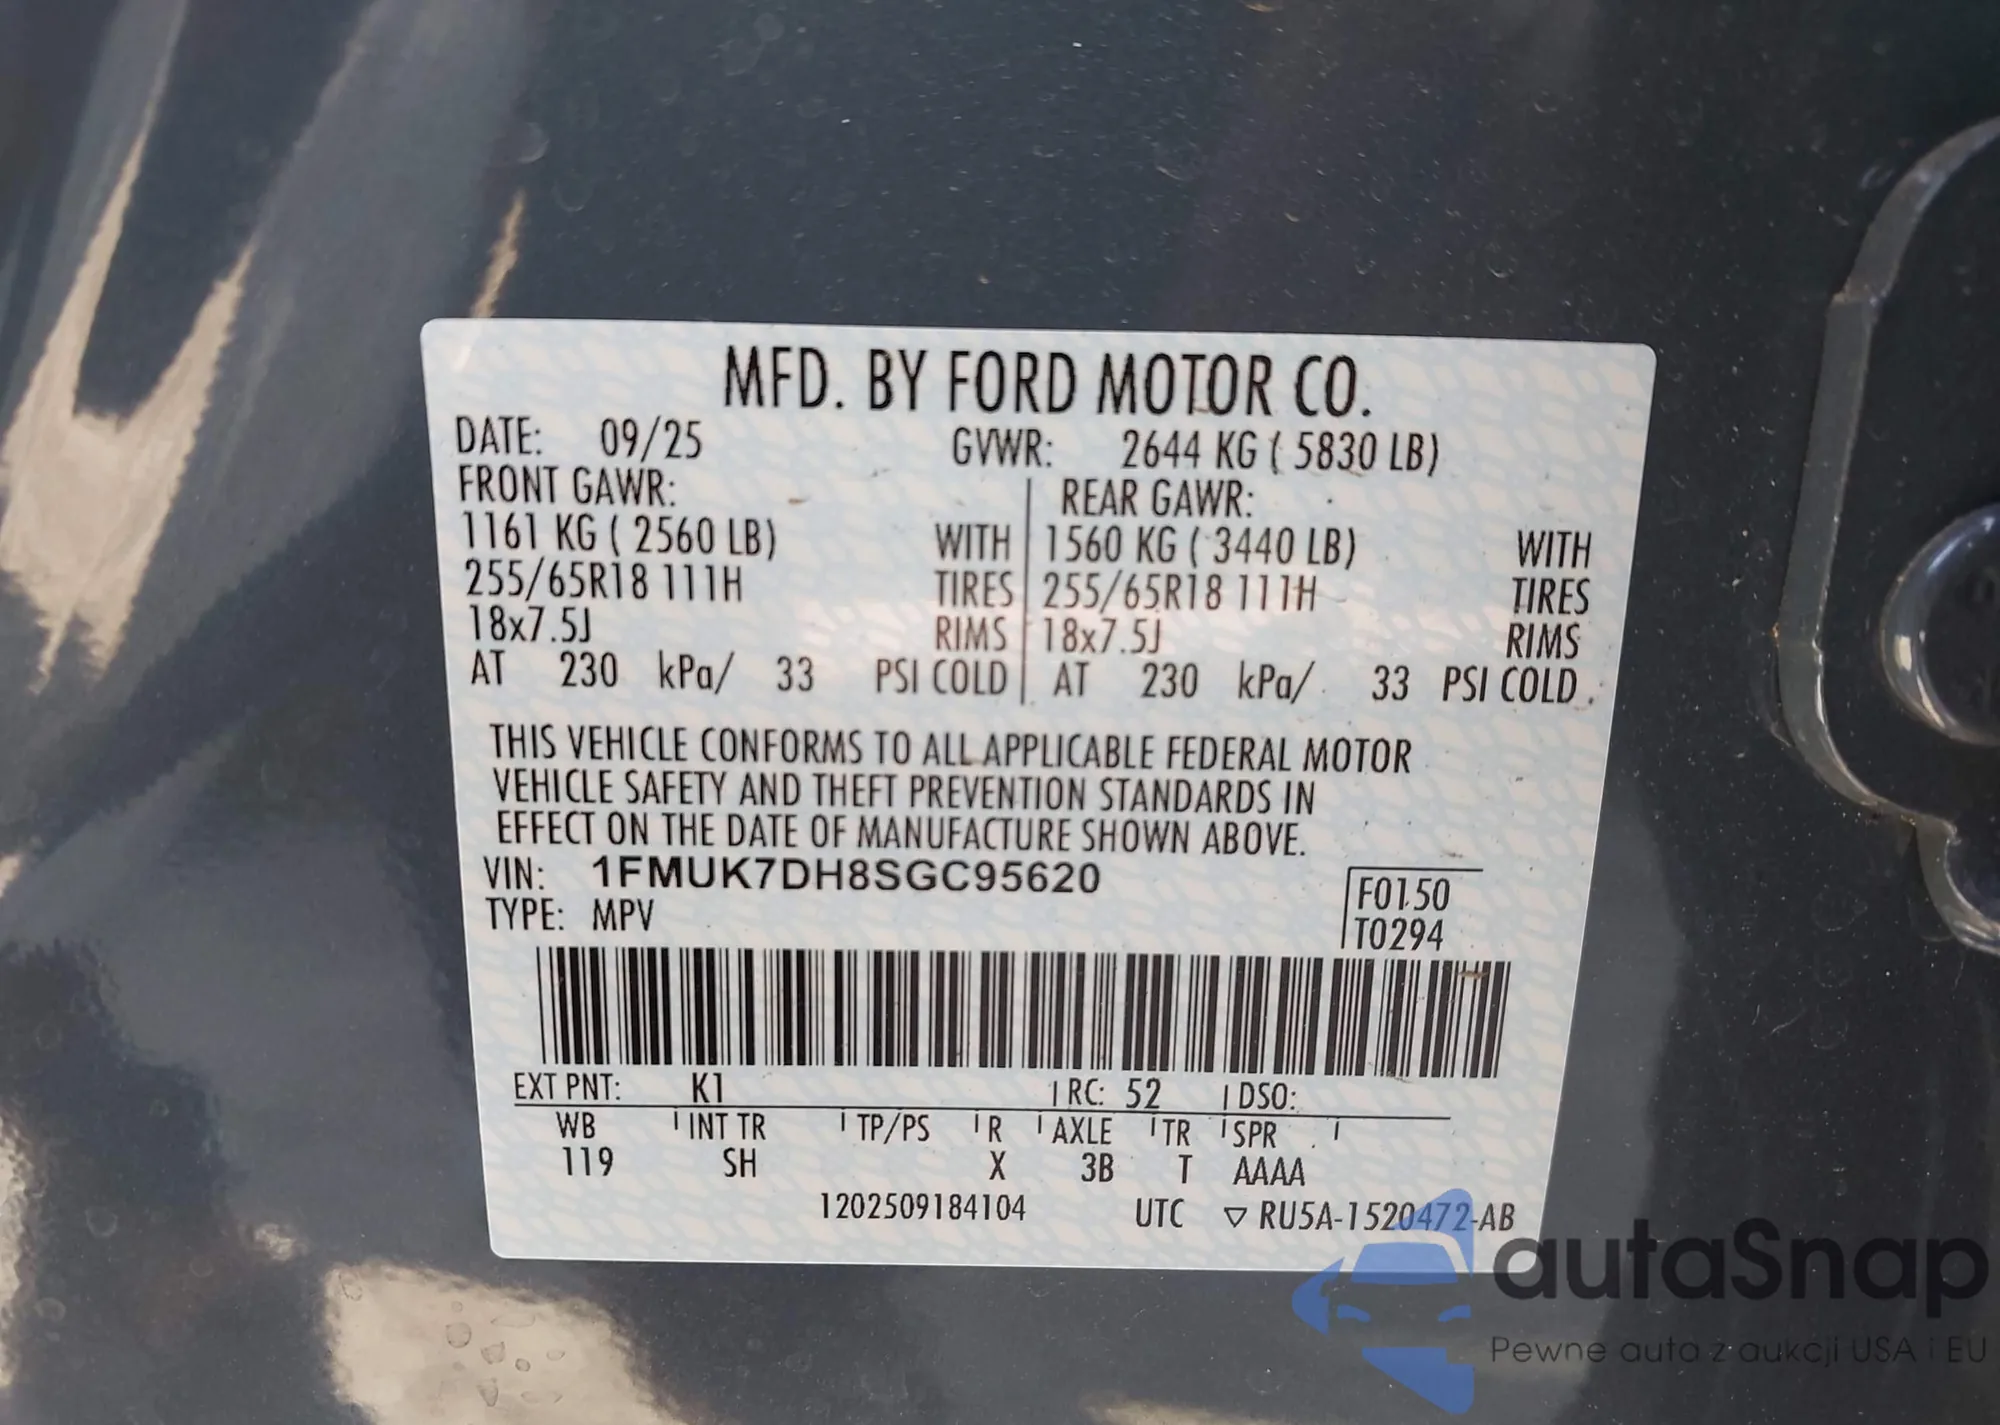 MFD. BY FORD MOTOR CO.
DATE: 09/25 GVWR: 2644 KG ( 5830 LB)
FRONT GAWR: REAR GAWR:
1161 KG ( 2560 LB) WITH 1560 KG ( 3440 LB) WITH
255/65R18 111H TIRES 255/65R18 111H TIRES
18x7.5J RIMS 18x7.5J RIMS
AT 230 kPa/ 33 PSI COLD AT 230 kPa/ 33 PSI COLD
THIS VEHICLE CONFORMS TO ALL APPLICABLE FEDERAL MOTOR
VEHICLE SAFETY AND THEFT PREVENTION STANDARDS IN
EFFECT ON THE DATE OF MANUFACTURE SHOWN ABOVE.
VIN: 1FMUK7DH8SGC95620
TYPE: MPV
F0150
T0294
EXT PNT: K1 RC: 52 DSO:
WB INT TR TP/PS R AXLE TR SPR
119 SH X 3B T AAAA
1202509184104 UTC ▽ RU5A-1520472-AB
autaSnap
Pewne auta z aukcji USA i EU